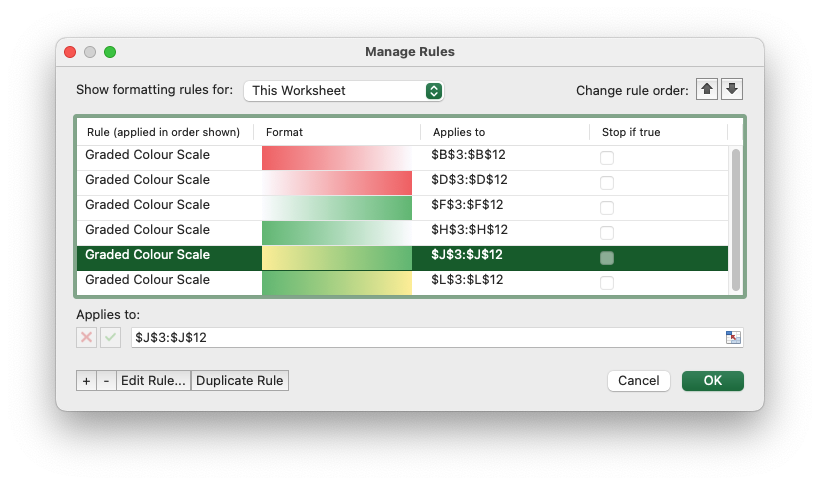 Manage Rules
Show formatting rules for: This Worksheet Change rule order:
Rule (applied in order shown) Format Applies to Stop if true
Graded Colour Scale $B$3:$B$12
Graded Colour Scale $D$3:$D$12
Graded Colour Scale $F$3:$F$12
Graded Colour Scale $H$3:$H$12
Graded Colour Scale $J$3:$J$12
Graded Colour Scale $L$3:$L$12
Applies to:
$J$3:$J$12
+ - Edit Rule... Duplicate Rule Cancel OK